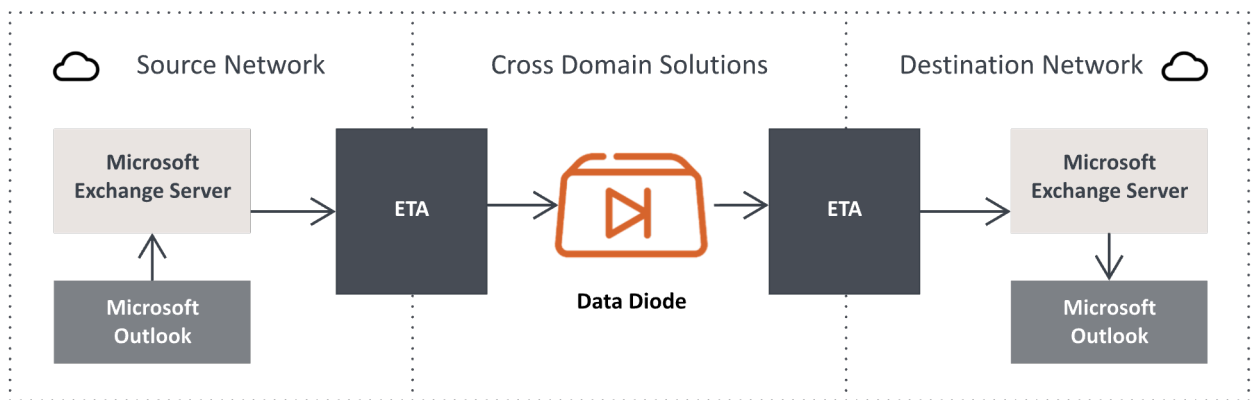 Source Network
Cross Domain Solutions
Destination Network
Microsoft
Exchange Server
ETA
ETA
Microsoft
Exchange Server
Data Diode
Microsoft
Outlook
Microsoft
Outlook